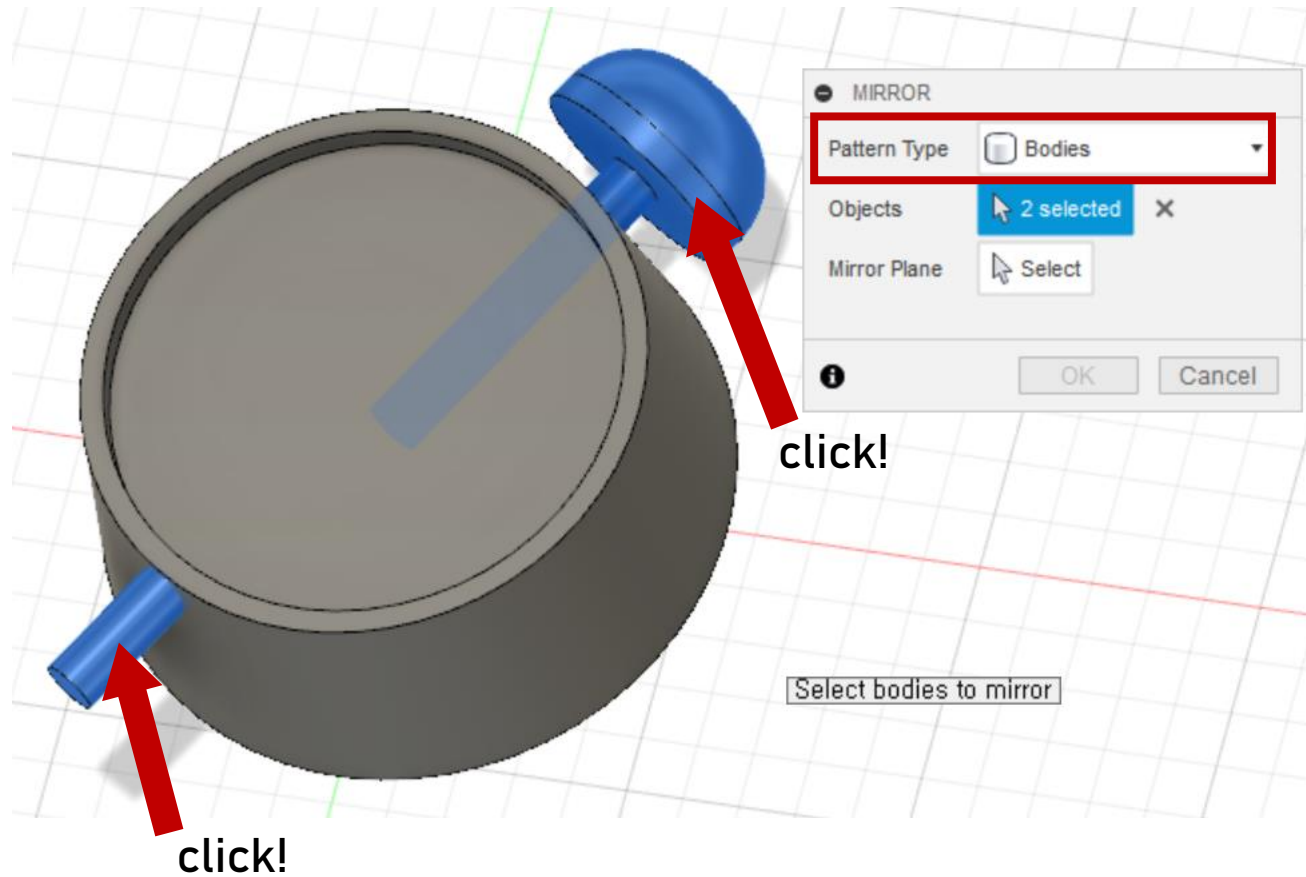 MIRROR
Pattern Type Bodies
Objects 2 selected
Mirror Plane Select
OK Cancel
click!
Select bodies to mirror
click!